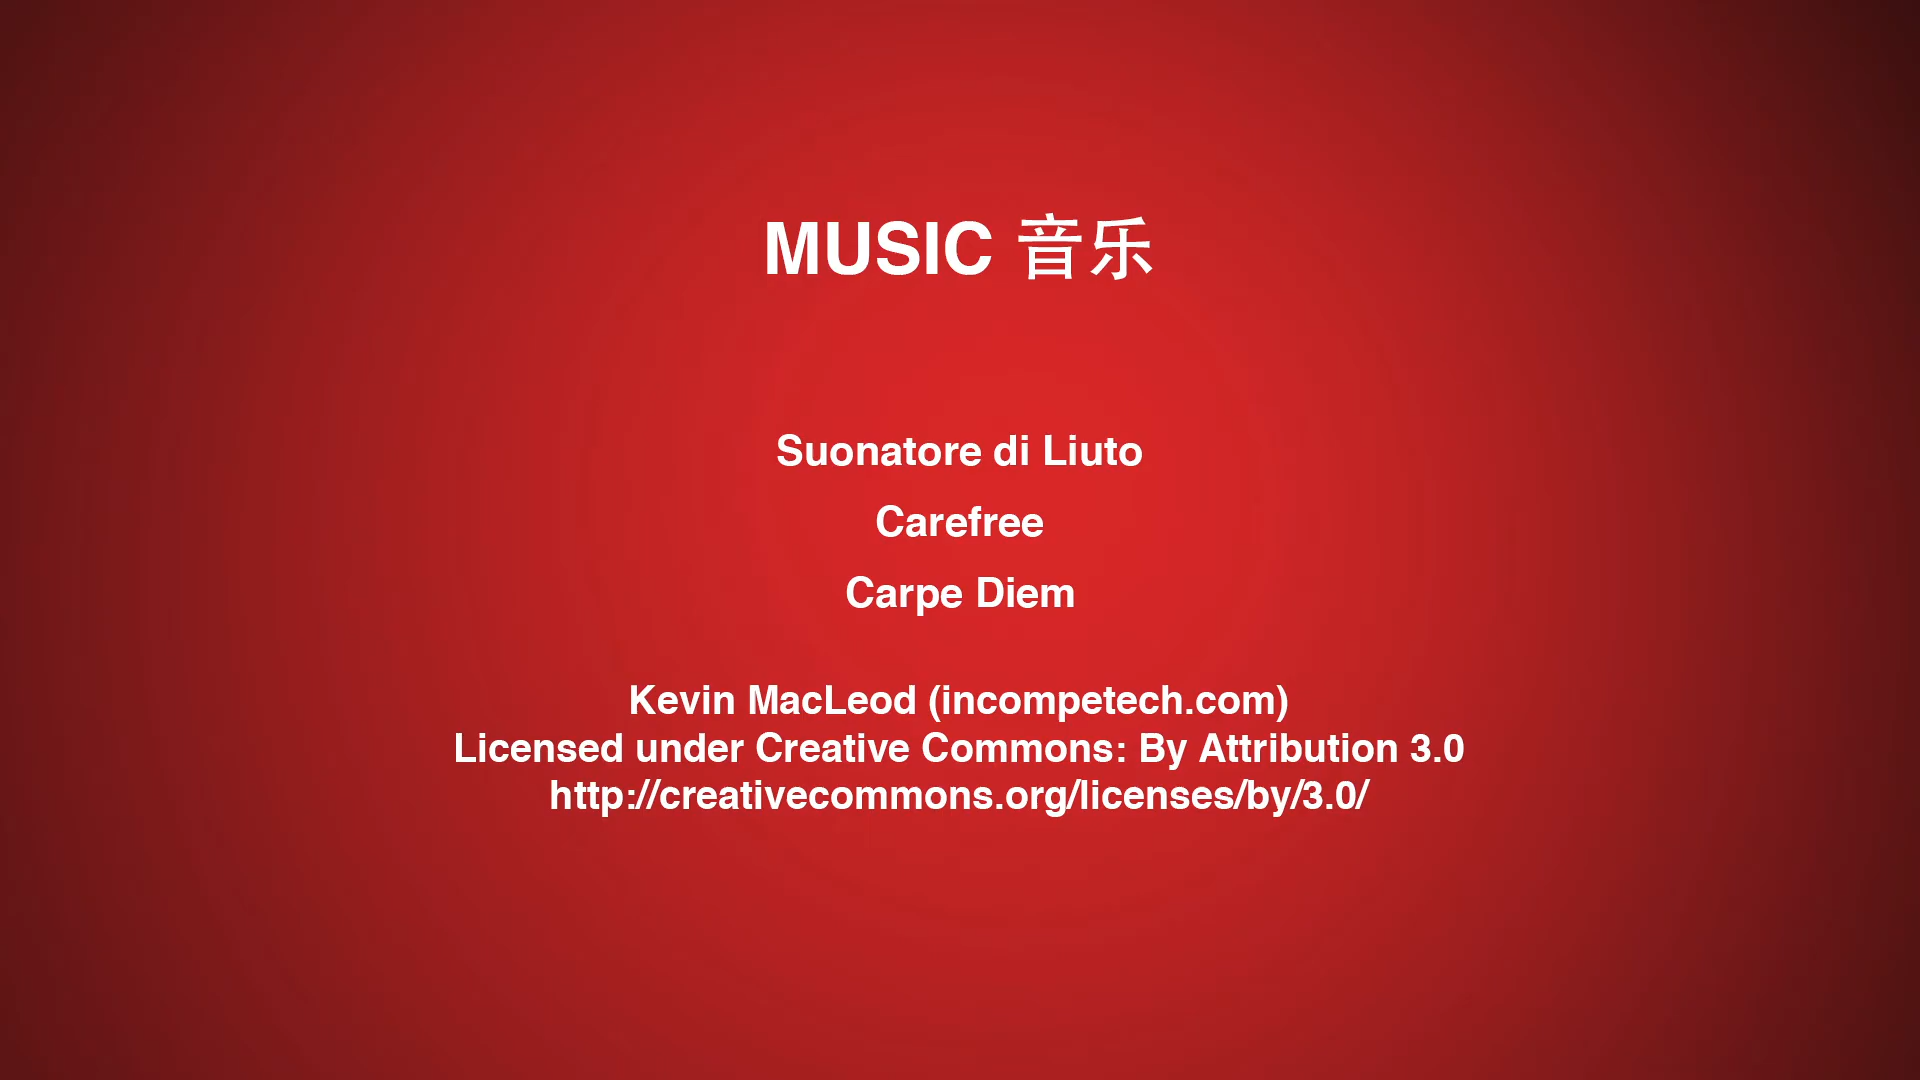 MUSIC 音乐
Suonatore di Liuto
Carefree
Carpe Diem
Kevin MacLeod (incompetech.com)
Licensed under Creative Commons: By Attribution 3.0
http://creativecommons.org/licenses/by/3.0/